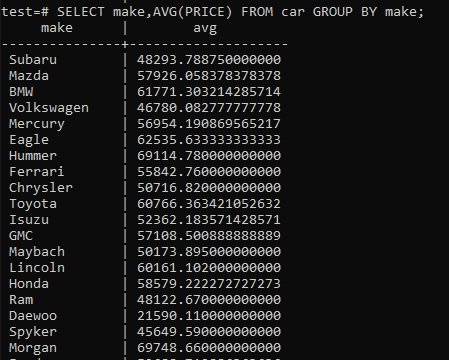 test=# SELECT make,AVG(PRICE) FROM car GROUP BY make;
make | avg
---------------+--------------------
Subaru | 48293.788750000000
Mazda | 57926.058378378378
BMW | 61771.303214285714
Volkswagen | 46780.082777777778
Mercury | 56954.190869565217
Eagle | 62535.633333333333
Hummer | 69114.780000000000
Ferrari | 55842.760000000000
Chrysler | 50716.820000000000
Toyota | 60766.363421052632
Isuzu | 52362.183571428571
GMC | 57108.500888888889
Maybach | 50173.895000000000
Lincoln | 60161.102000000000
Honda | 58579.222272727273
Ram | 48122.670000000000
Daewoo | 21590.110000000000
Spyker | 45649.590000000000
Morgan | 69748.660000000000